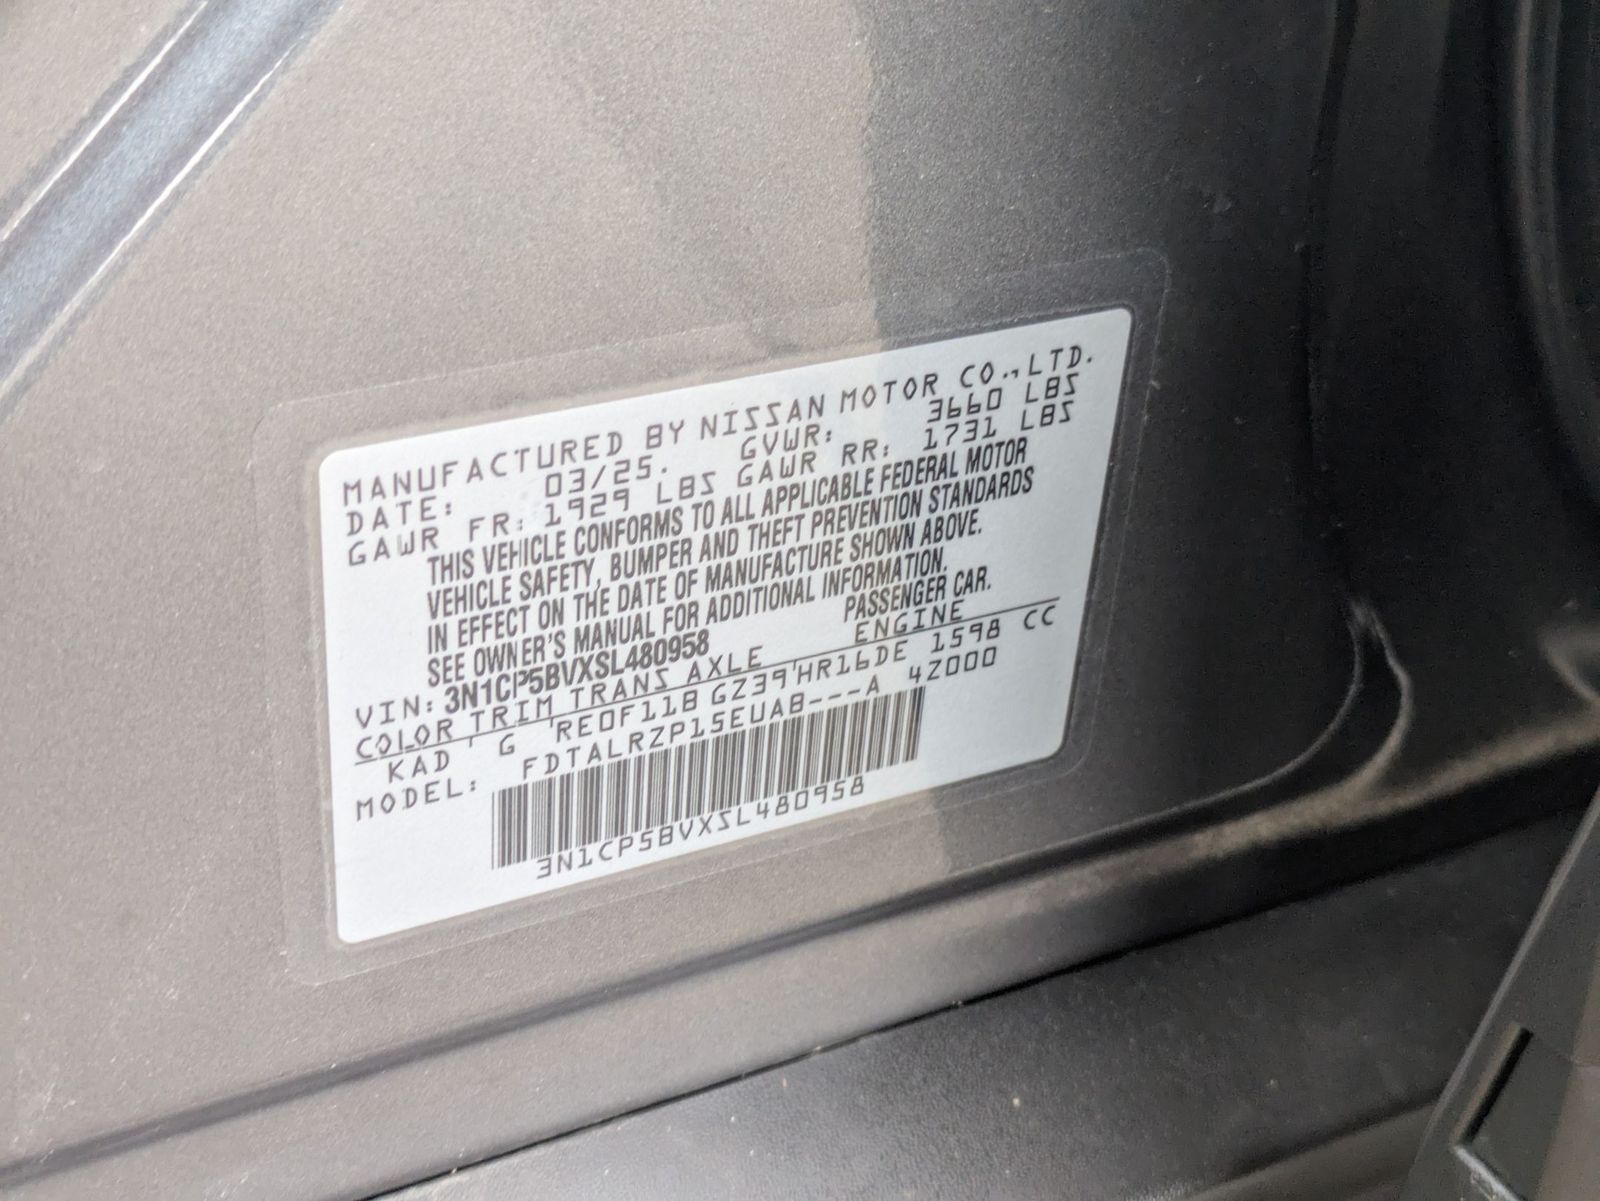 MANUFACTURED BY NISSAN MOTOR CO.,LTD.
DATE: 03/25. GVWR: 3660 LBS
GAWR FR: 1929 LBS GAWR RR: 1731 LBS
THIS VEHICLE CONFORMS TO ALL APPLICABLE FEDERAL MOTOR
VEHICLE SAFETY, BUMPER AND THEFT PREVENTION STANDARDS
IN EFFECT ON THE DATE OF MANUFACTURE SHOWN ABOVE.
SEE OWNER'S MANUAL FOR ADDITIONAL INFORMATION.
VIN: 3N1CP5BVXSL480958 PASSENGER CAR.
COLOR TRIM TRANS AXLE ENGINE
KAD G RE0F11B GZ39 HR16DE 1598 CC
MODEL: FDTALRZP15EUAB---A 4Z000
3N1CP5BVXSL480958